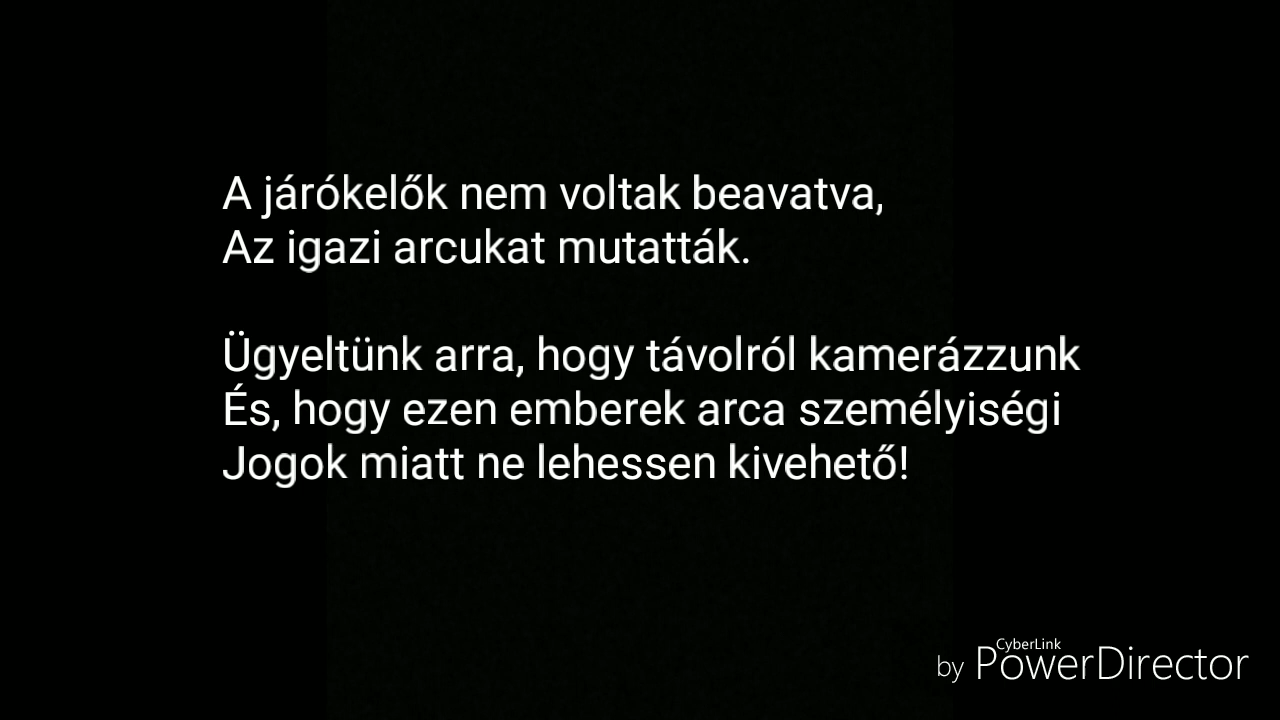 A járókelők nem voltak beavatva,
Az igazi arcukat mutatták.
Ügyeltünk arra, hogy távolról kamerázzunk
És, hogy ezen emberek arca személyiségi
Jogok miatt ne lehessen kivehető!
CyberLink
by PowerDirector